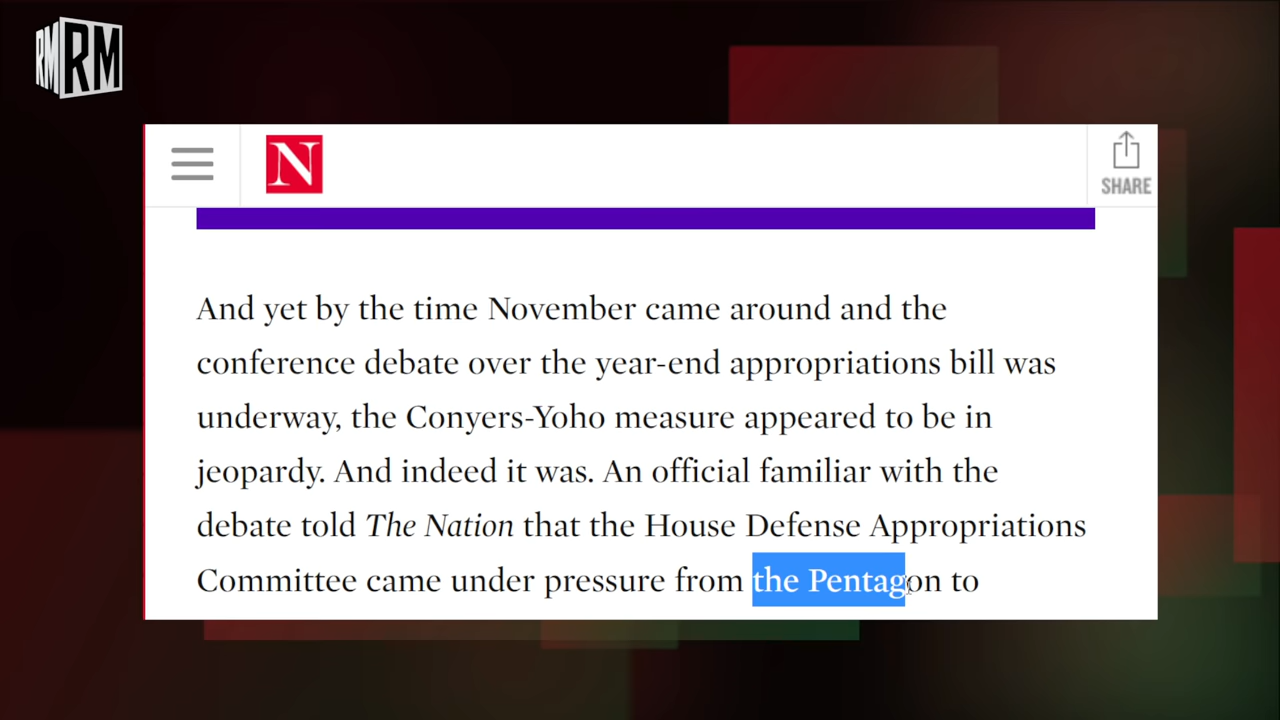 RM RM
N
SHARE
And yet by the time November came around and the
conference debate over the year-end appropriations bill was
underway, the Conyers-Yoho measure appeared to be in
jeopardy. And indeed it was. An official familiar with the
debate told The Nation that the House Defense Appropriations
Committee came under pressure from the Pentagon to